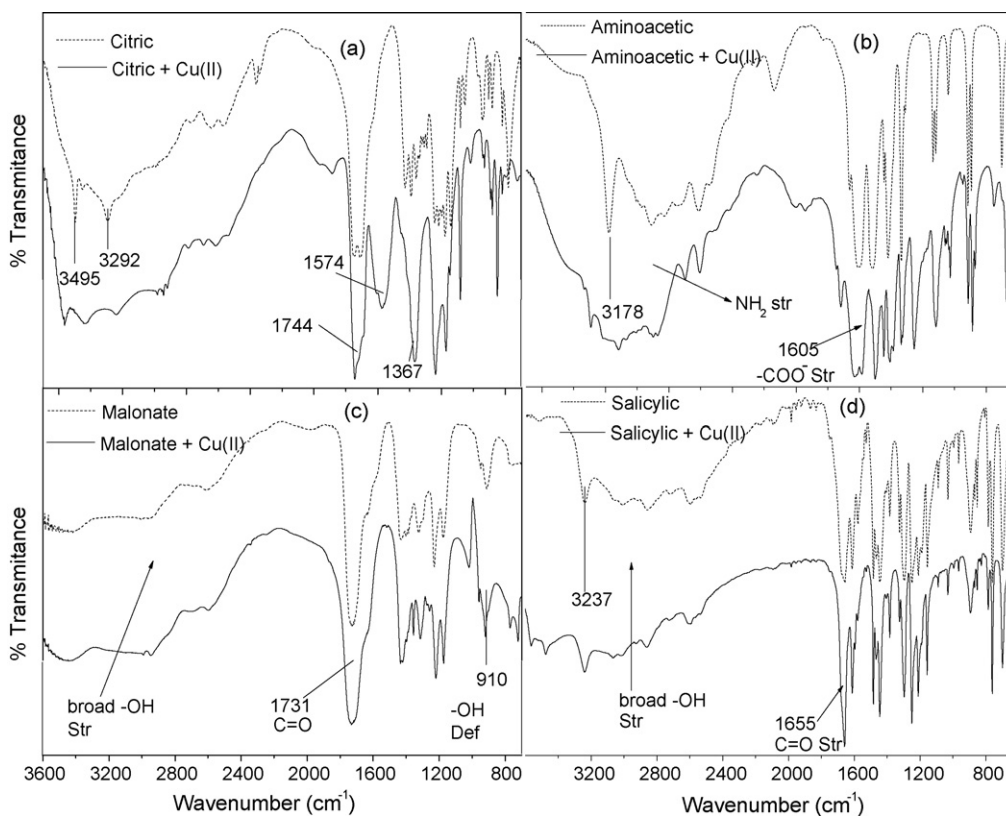 Citric
Citric + Cu(II)
(a)
3495
3292
1574
1744
1367
% Transmitance
Aminoacetic
Aminoacetic + Cu(II)
(b)
3178
NH₂ str
1605
-COO⁻ Str
Malonate
Malonate + Cu(II)
(c)
broad -OH
Str
1731
C=O
910
-OH
Def
% Transmitance
3600 3200 2800 2400 2000 1600 1200 800
Wavenumber (cm⁻¹)
Salicylic
Salicylic + Cu(II)
(d)
3237
broad -OH
Str
1655
C=O Str
3200 2800 2400 2000 1600 1200 800
Wavenumber (cm⁻¹)